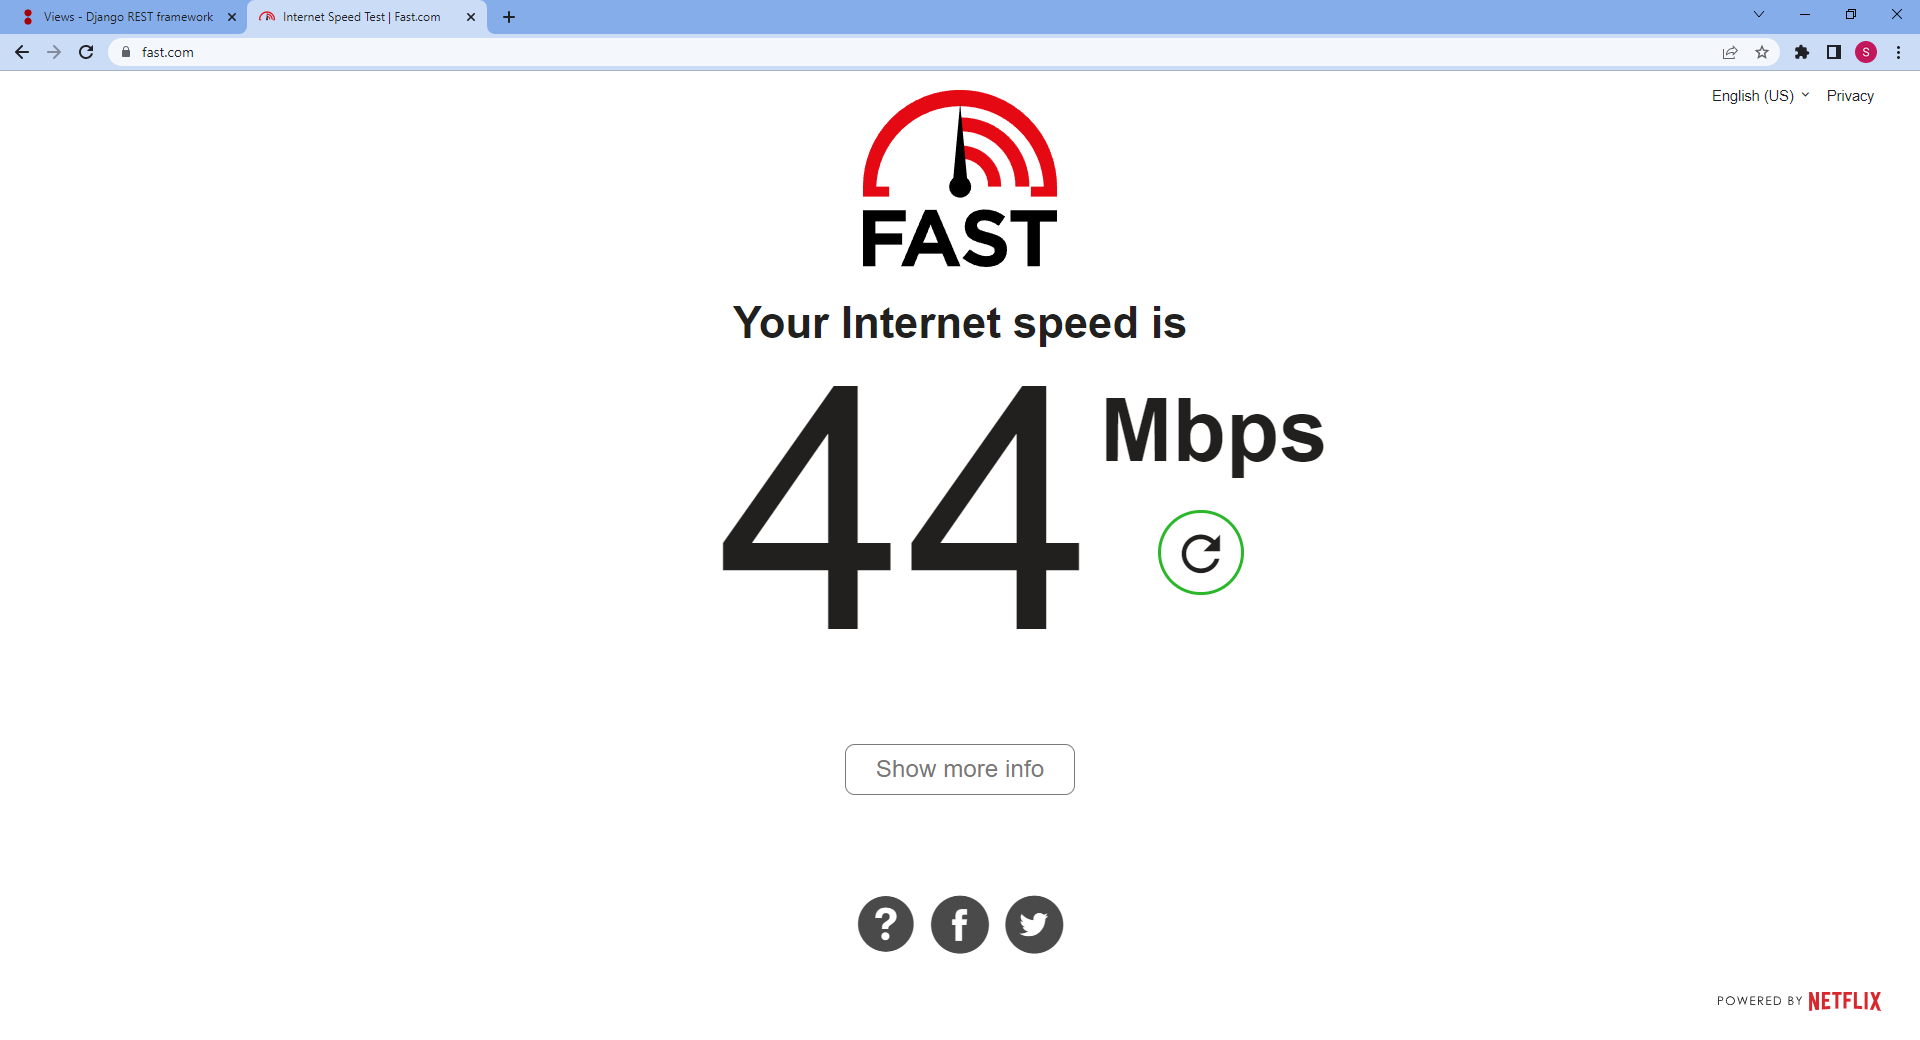 Views - Django REST framework
Internet Speed Test | Fast.com
fast.com
S
English (US)
Privacy
FAST
Your Internet speed is
44 Mbps
Show more info
POWERED BY NETFLIX